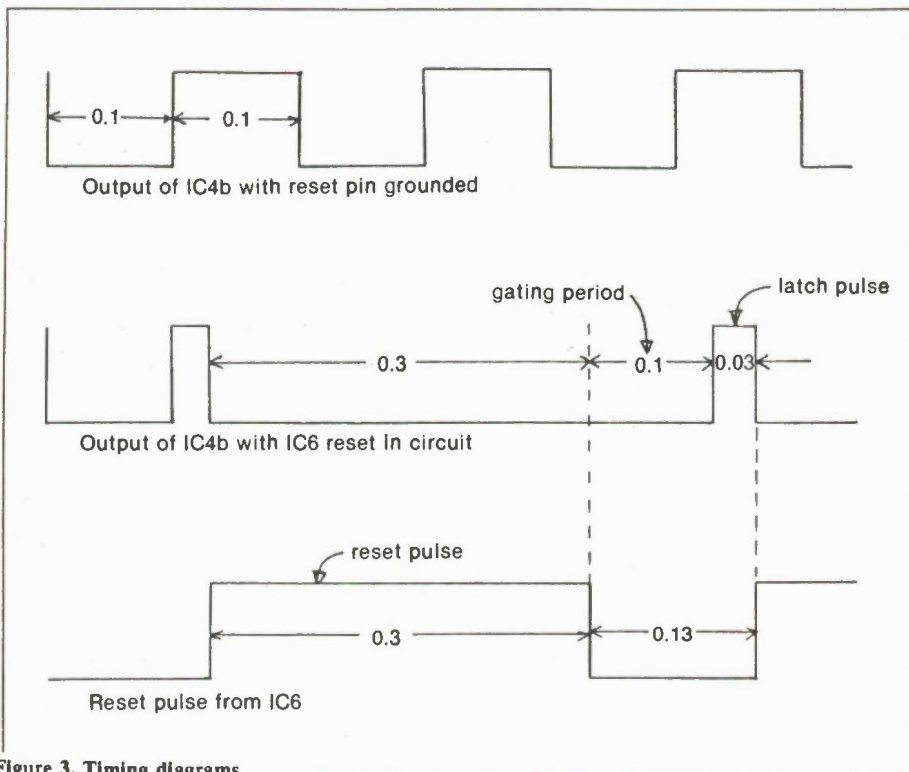 0.1 0.1
Output of IC4b with reset pin grounded
gating period latch pulse
0.3 0.1 0.03
Output of IC4b with IC6 reset in circuit
reset pulse
0.3 0.13
Reset pulse from IC6
Figure 3. Timing diagrams